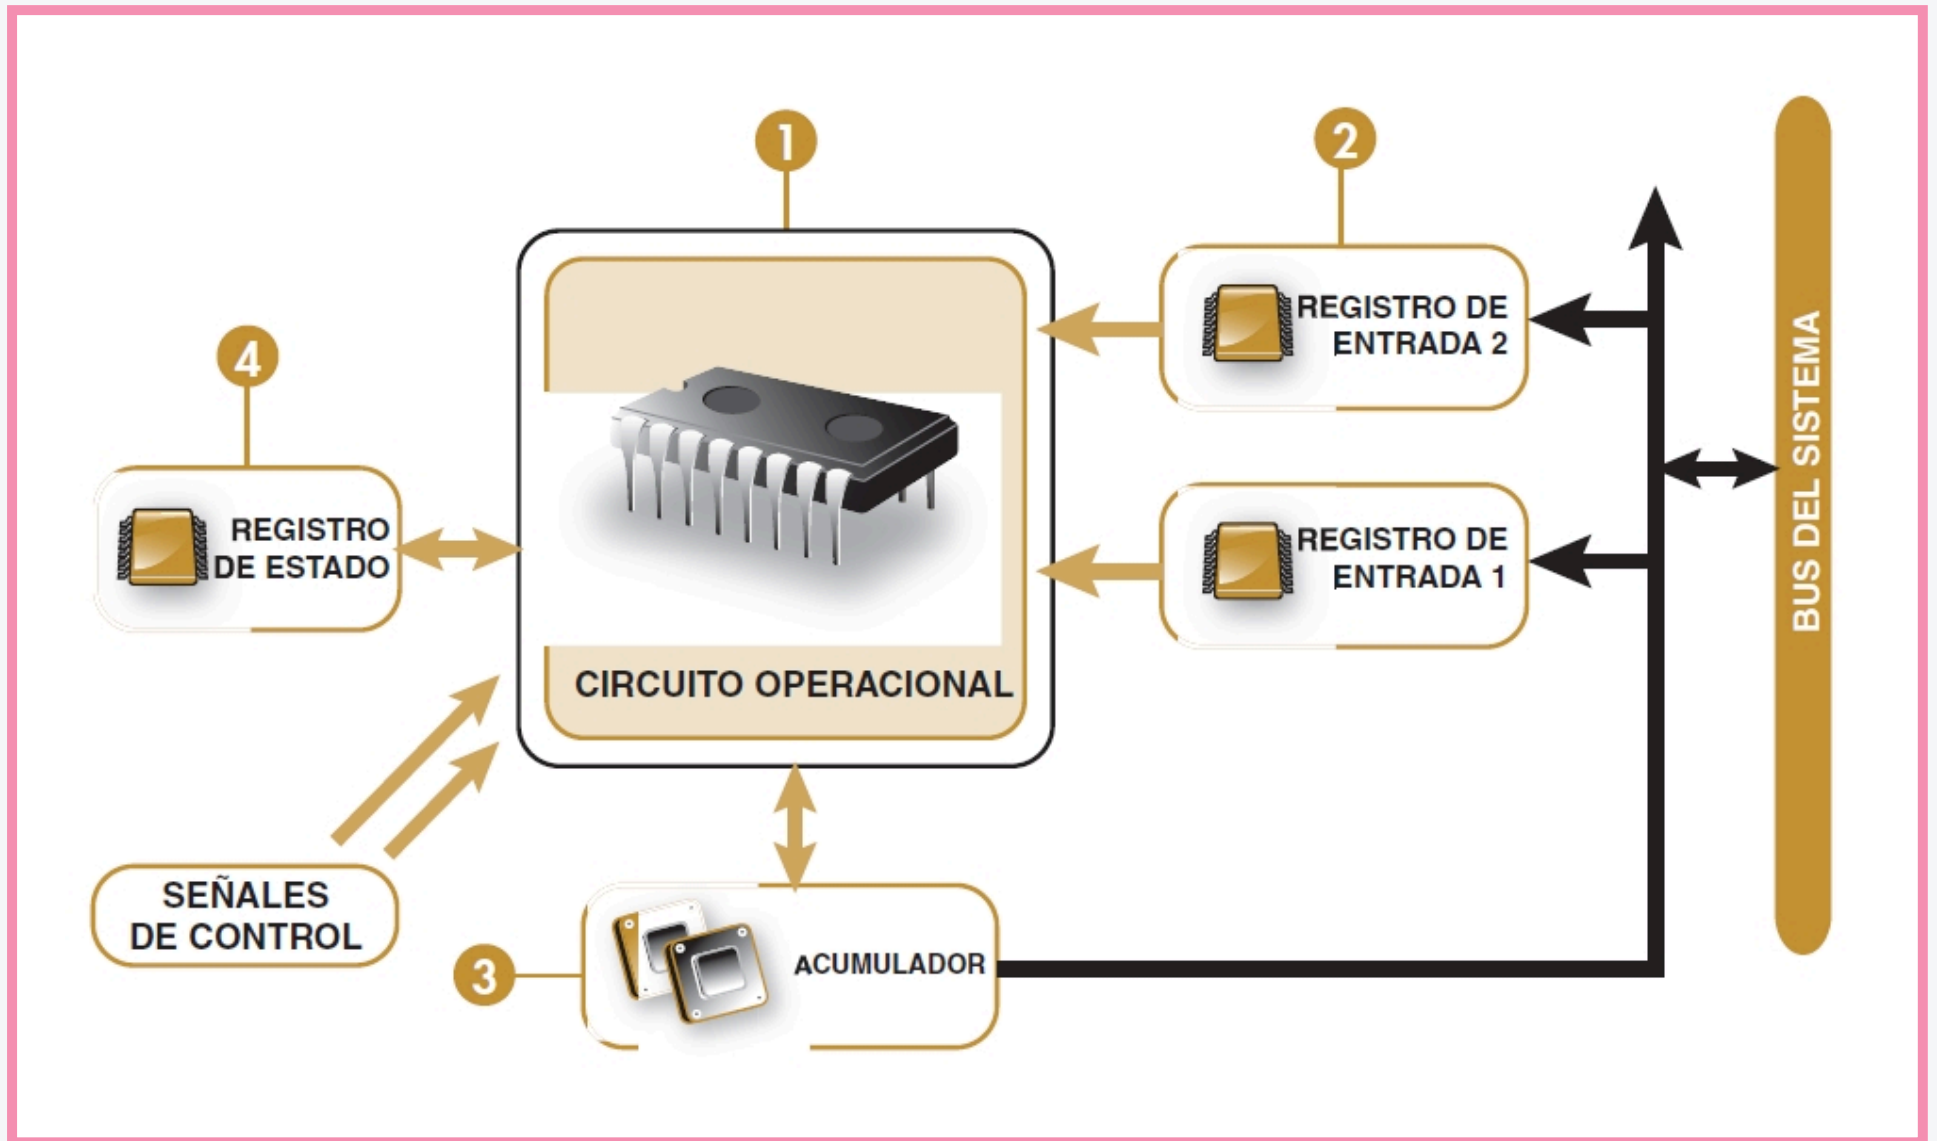 1
2
REGISTRO DE
ENTRADA 2
4
REGISTRO
DE ESTADO
REGISTRO DE
ENTRADA 1
BUS DEL SISTEMA
CIRCUITO OPERACIONAL
SEÑALES
DE CONTROL
3
ACUMULADOR